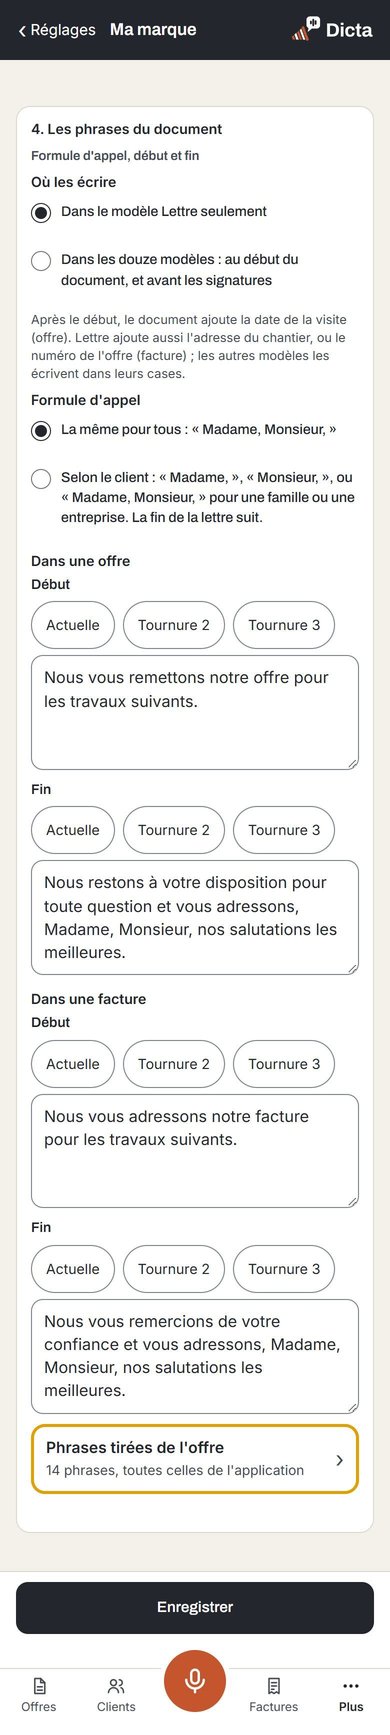 ‹ Réglages Ma marque Dicta
4. Les phrases du document
Formule d'appel, début et fin
Où les écrire
Dans le modèle Lettre seulement
Dans les douze modèles : au début du
document, et avant les signatures
Après le début, le document ajoute la date de la visite
(offre). Lettre ajoute aussi l'adresse du chantier, ou le
numéro de l'offre (facture) ; les autres modèles les
écrivent dans leurs cases.
Formule d'appel
La même pour tous : « Madame, Monsieur, »
Selon le client : « Madame, », « Monsieur, », ou
« Madame, Monsieur, » pour une famille ou une
entreprise. La fin de la lettre suit.
Dans une offre
Début
Actuelle Tournure 2 Tournure 3
Nous vous remettons notre offre pour
les travaux suivants.
Fin
Actuelle Tournure 2 Tournure 3
Nous restons à votre disposition pour
toute question et vous adressons,
Madame, Monsieur, nos salutations les
meilleures.
Dans une facture
Début
Actuelle Tournure 2 Tournure 3
Nous vous adressons notre facture
pour les travaux suivants.
Fin
Actuelle Tournure 2 Tournure 3
Nous vous remercions de votre
confiance et vous adressons, Madame,
Monsieur, nos salutations les
meilleures.
Phrases tirées de l'offre
14 phrases, toutes celles de l'application
Enregistrer
Offres Clients Factures Plus